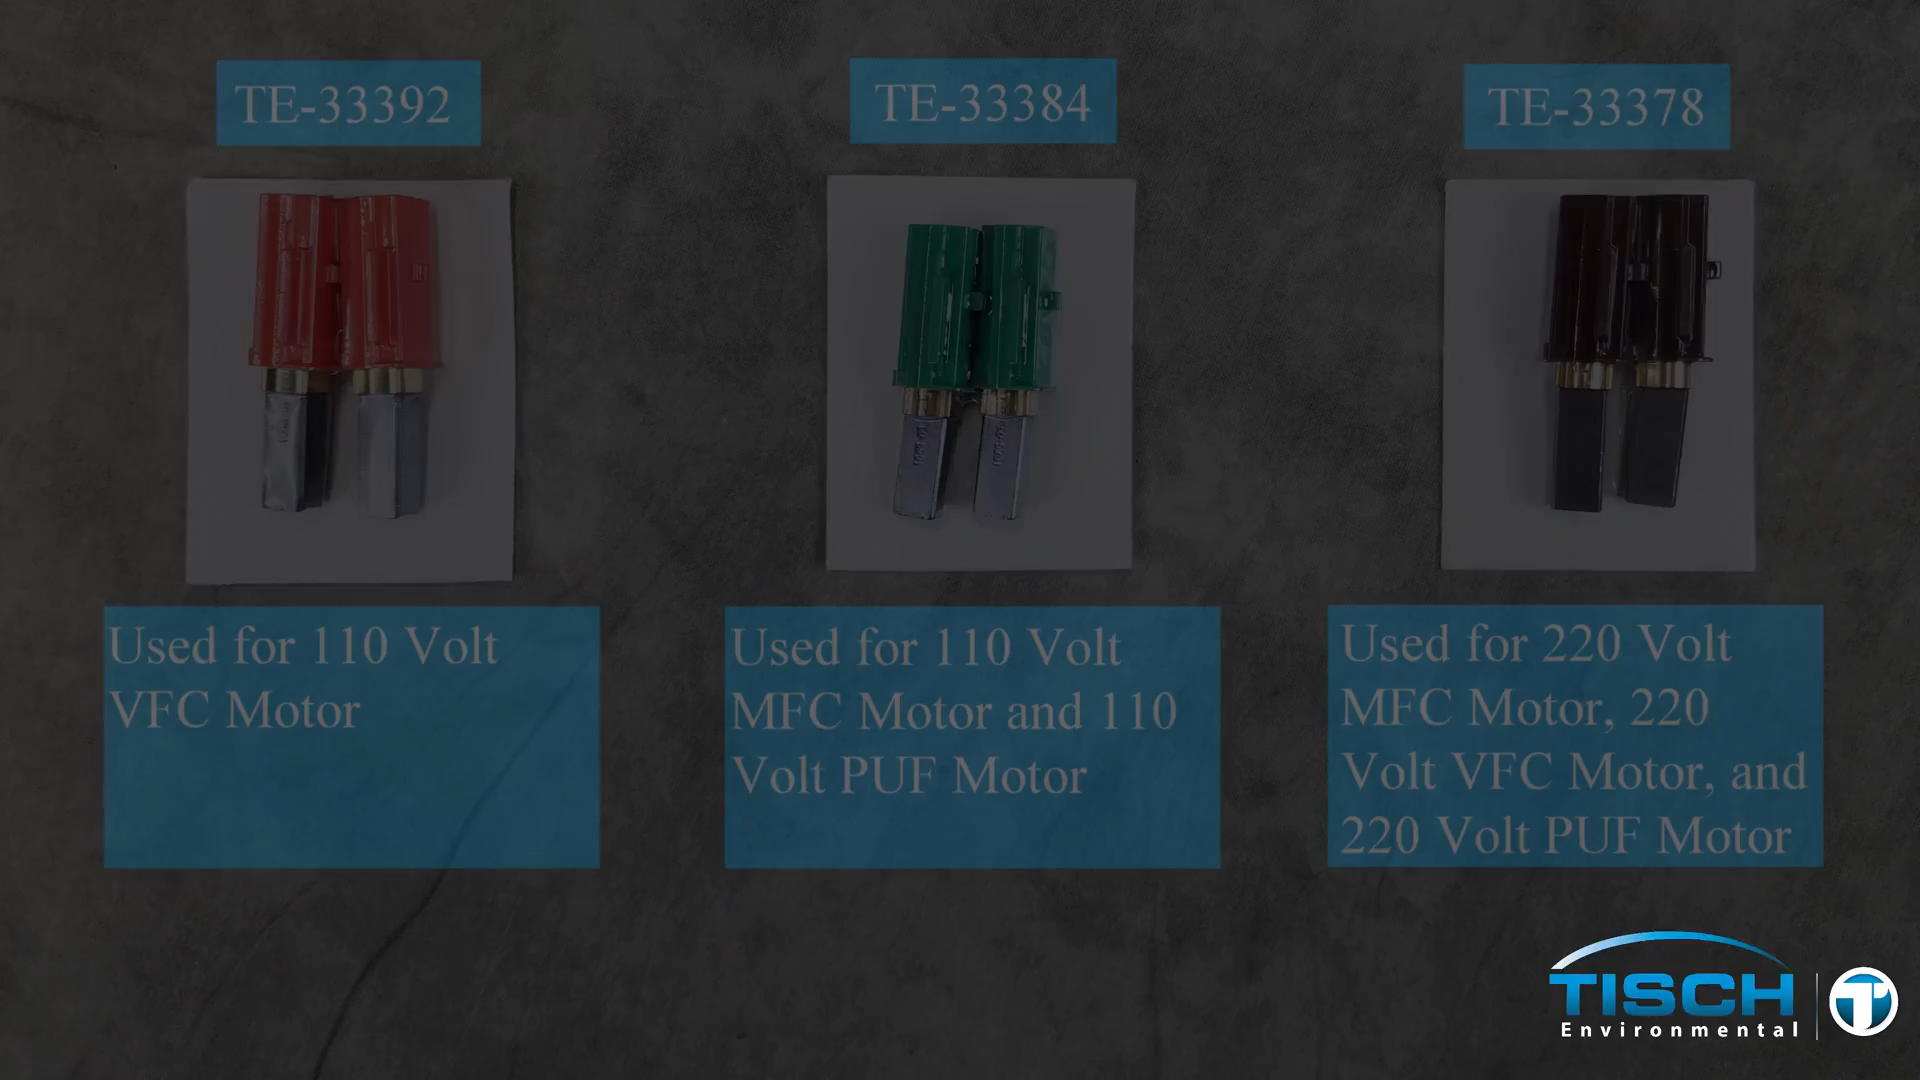 TE-33392
TE-33384
TE-33378
Used for 110 Volt
VFC Motor
Used for 110 Volt
MFC Motor and 110
Volt PUF Motor
Used for 220 Volt
MFC Motor, 220
Volt VFC Motor, and
220 Volt PUF Motor
TISCH
Environmental